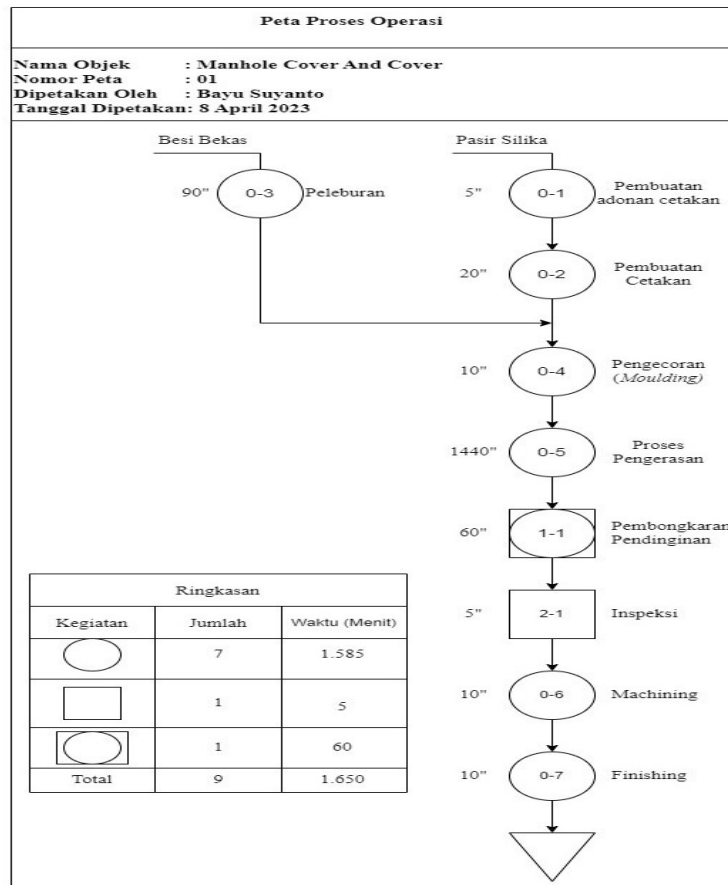 Peta Proses Operasi
Nama Objek : Manhole Cover And Cover
Nomor Peta : 01
Dipetakan Oleh : Bayu Suyanto
Tanggal Dipetakan: 8 April 2023
Besi Bekas
Pasir Silika
90" 0-3 Peleburan
5" 0-1 Pembuatan
adonan cetakan
20" 0-2 Pembuatan
Cetakan
10" 0-4 Pengecoran
(Moulding)
1440" 0-5 Proses
Pengerasan
60" 1-1 Pembongkaran
Pendinginan
5" 2-1 Inspeksi
10" 0-6 Machining
10" 0-7 Finishing
Ringkasan
Kegiatan Jumlah Waktu (Menit)
7 1.585
1 5
1 60
Total 9 1.650